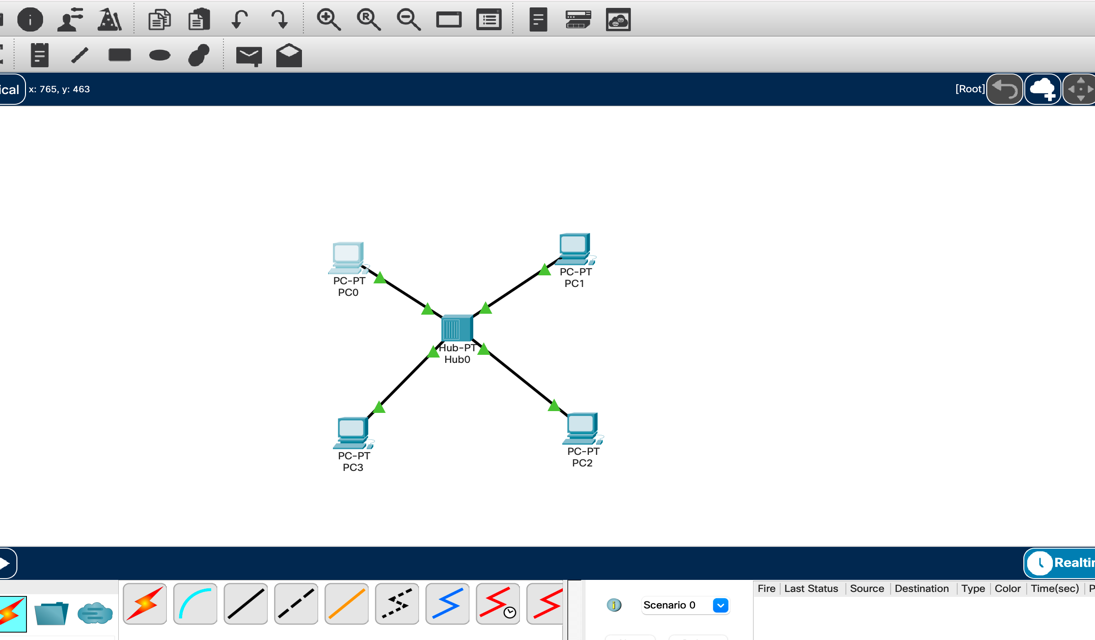 ical
x: 765, y: 463
[Root]
PC-PT
PC0
PC-PT
PC1
Hub-PT
Hub0
PC-PT
PC3
PC-PT
PC2
Realtim
Scenario 0
Fire Last Status Source Destination Type Color Time(sec) P